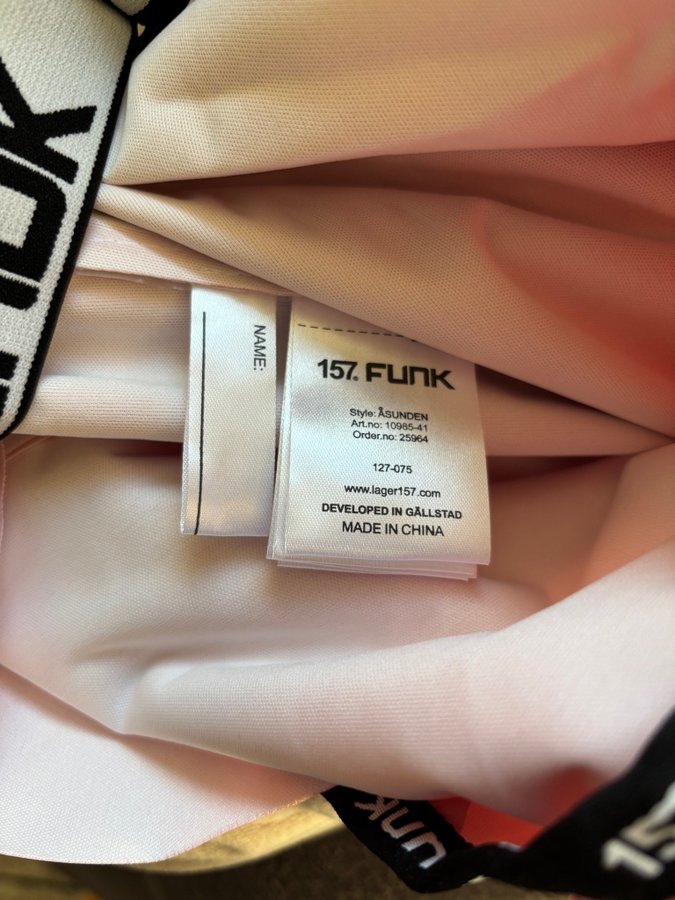 NAME:
157. FUNK
Style: ÅSUNDEN
Art.no: 10985-41
Order.no: 25964
127-075
www.lager157.com
DEVELOPED IN GÄLLSTAD
MADE IN CHINA